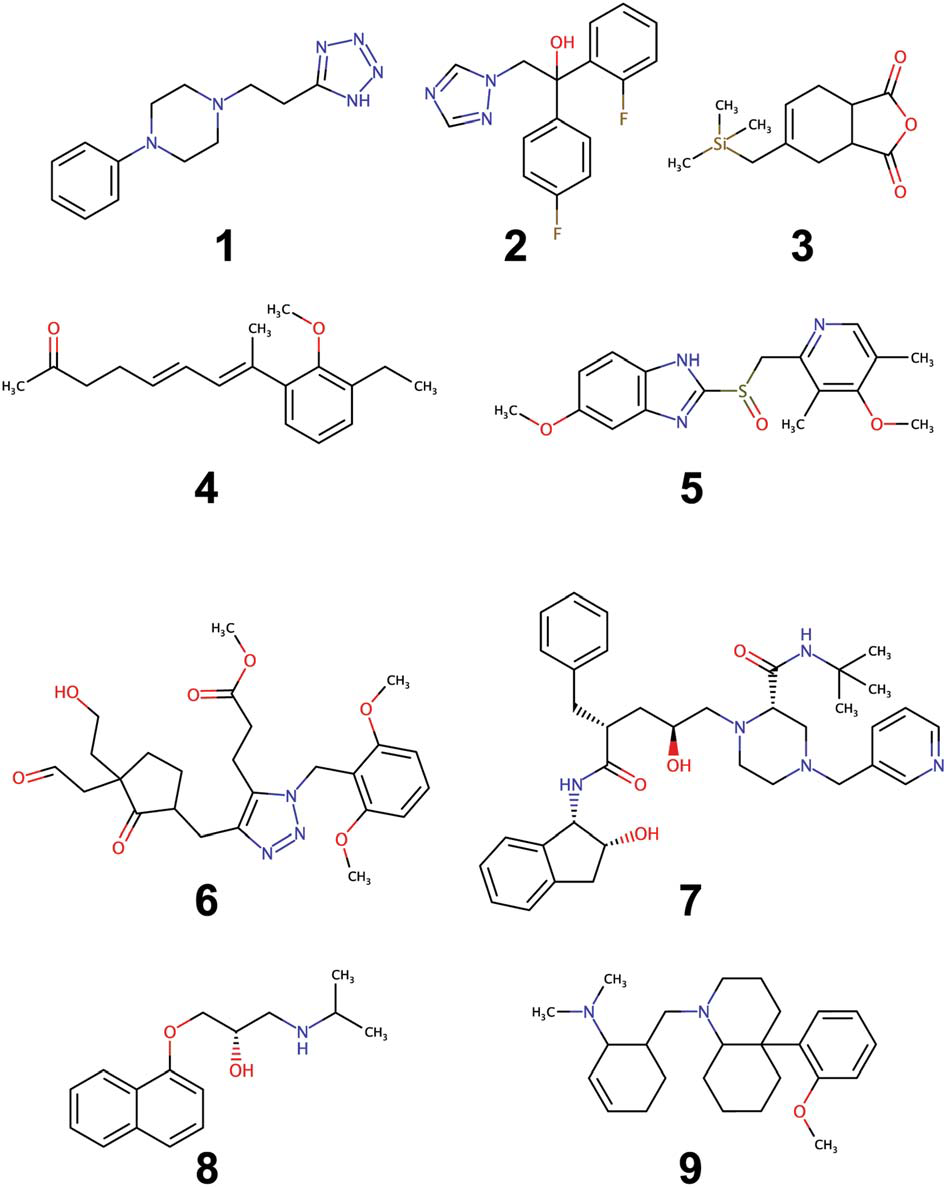 N N N NH N N
OH N N N F F
O O O CH₃ CH₃ Si H₃C
1 2 3
O H₃C CH₃ H₃C O CH₃
NH N S O N CH₃ CH₃ H₃C O CH₃ H₃C O
4 5
H₃C O O HO O CH₃ O O N N N O CH₃
H N O CH₃ CH₃ CH₃ N N N OH O HN OH
6 7
CH₃ CH₃ O OH N H
CH₃ H₃C N N O CH₃
8 9